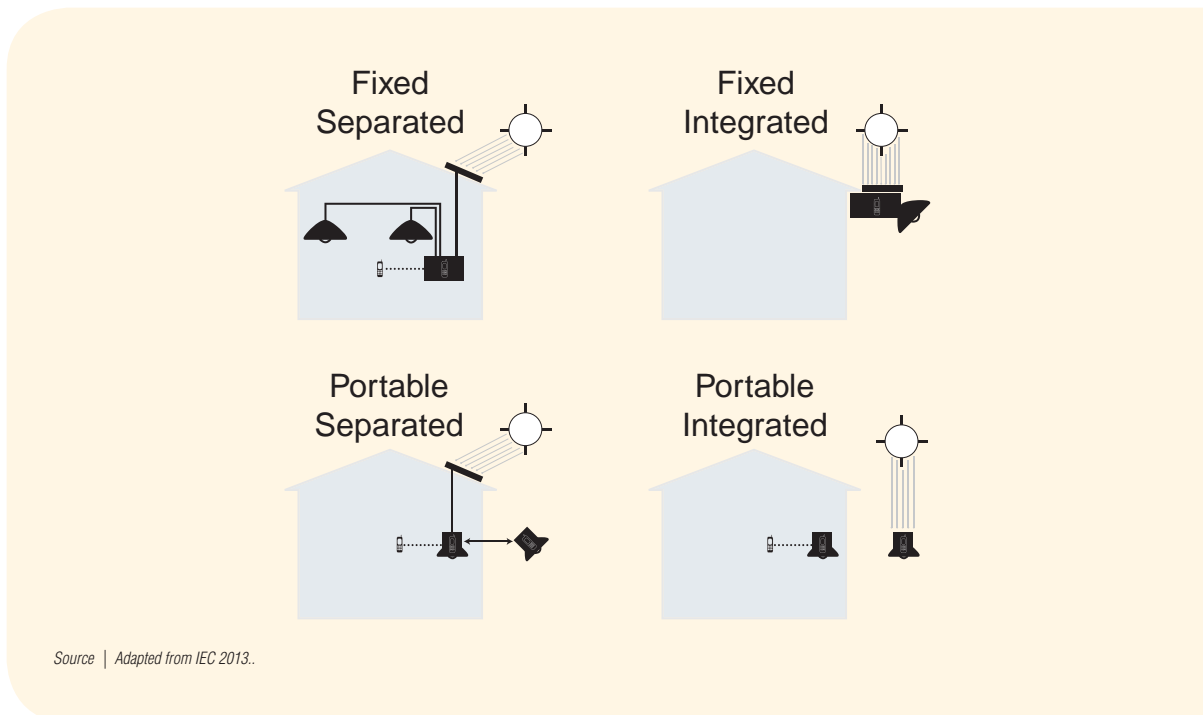 Fixed
Separated
Fixed
Integrated
Portable
Separated
Portable
Integrated
Source | Adapted from IEC 2013..